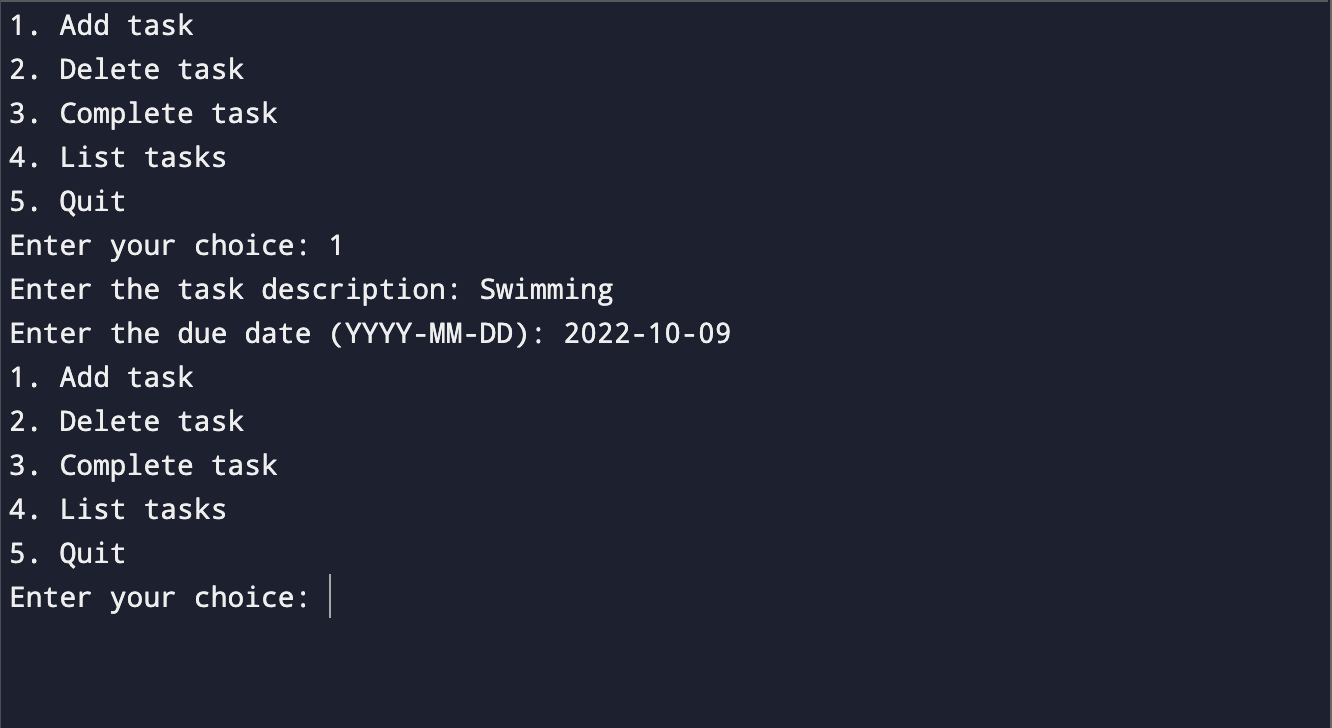 1. Add task
2. Delete task
3. Complete task
4. List tasks
5. Quit
Enter your choice: 1
Enter the task description: Swimming
Enter the due date (YYYY-MM-DD): 2022-10-09
1. Add task
2. Delete task
3. Complete task
4. List tasks
5. Quit
Enter your choice: